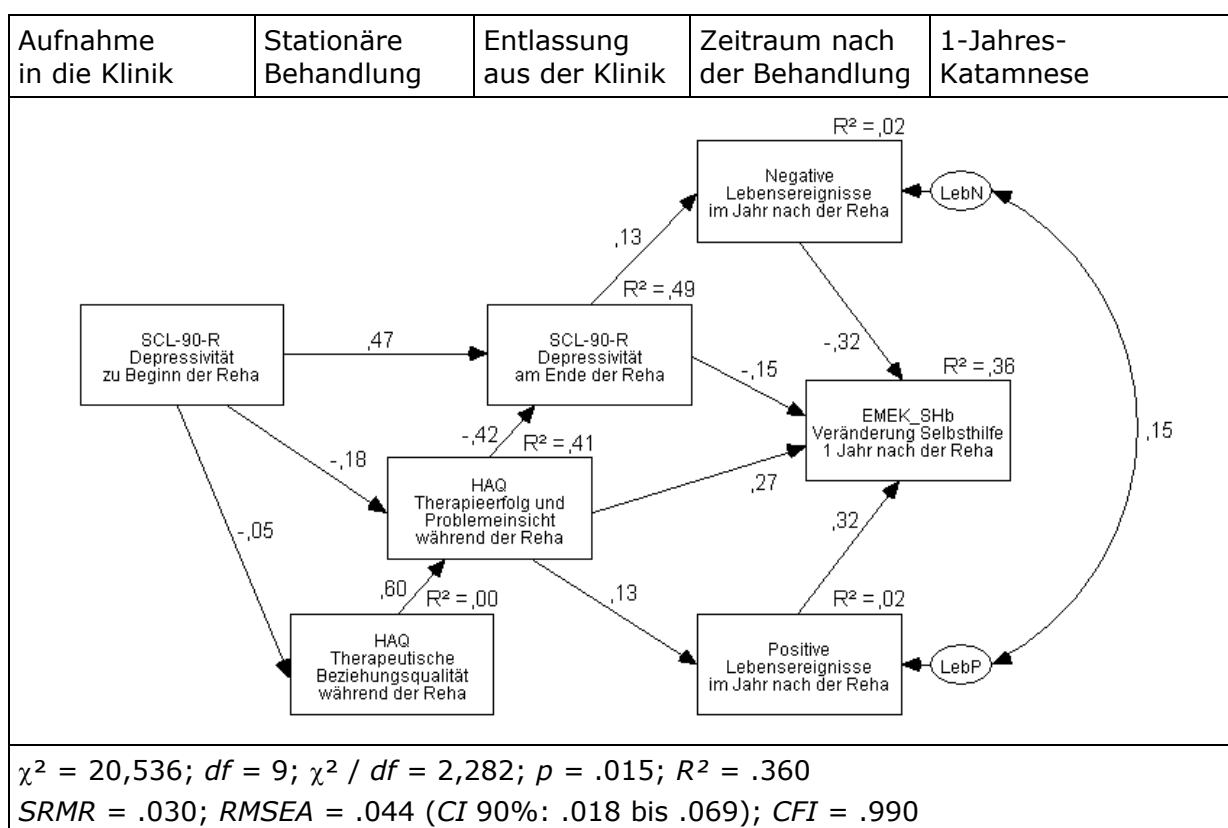 Aufnahme
in die Klinik
Stationäre
Behandlung
Entlassung
aus der Klinik
Zeitraum nach
der Behandlung
1-Jahres-
Katamnese
R² = ,02
Negative
Lebensereignisse
im Jahr nach der Reha
LebN
,13
R² = ,49
SCL-90-R
Depressivität
zu Beginn der Reha
,47
SCL-90-R
Depressivität
am Ende der Reha
-,32
-,15
R² = ,36
EMEK_SHb
Veränderung Selbsthilfe
1 Jahr nach der Reha
,15
-,42
R² = ,41
-,18
HAQ
Therapieerfolg und
Problemeinsicht
während der Reha
,27
,32
-,05
,60
R² = ,00
,13
R² = ,02
HAQ
Therapeutische
Beziehungsqualität
während der Reha
Positive
Lebensereignisse
im Jahr nach der Reha
LebP
χ² = 20,536; df = 9; χ² / df = 2,282; p = .015; R² = .360
SRMR = .030; RMSEA = .044 (CI 90%: .018 bis .069); CFI = .990